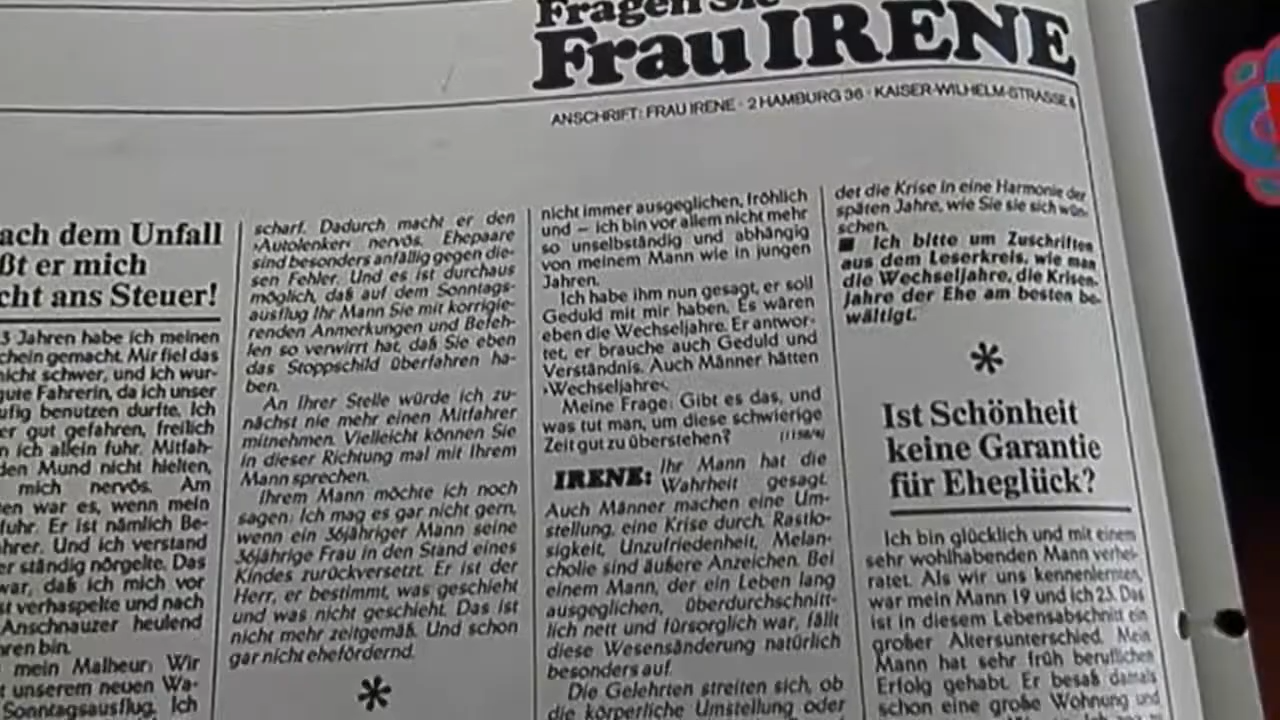 Fragen Sie
Frau IRENE
ANSCHRIFT: FRAU IRENE · 2 HAMBURG 36 · KAISER-WILHELM-STRASSE 6
ach dem Unfall
ßt er mich
cht ans Steuer!
3 Jahren habe ich meinen
chein gemacht. Mir fiel das
nicht schwer, und ich wur-
gute Fahrerin, da ich unser
ufig benutzen durfte. Ich
er gut gefahren, freilich
n ich allein fuhr. Mitfah-
den Mund nicht hielten,
mich nervös. Am
ten war es, wenn mein
fuhr. Er ist nämlich Be-
ahrer. Und ich verstand
er ständig nörgelte. Das
war, daß ich mich vor
st verhaspelte und nach
Anschnauzer heulend
hren bin.
mein Malheur: Wir
t unserem neuen Wa-
Sonntagsausflug. Ich
scharf. Dadurch macht er den
›Autolenker‹ nervös. Ehepaare
sind besonders anfällig gegen die-
sen Fehler. Und es ist durchaus
möglich, daß auf dem Sonntags-
ausflug Ihr Mann Sie mit korrigie-
renden Anmerkungen und Befeh-
len so verwirrt hat, daß Sie eben
das Stoppschild überfahren ha-
ben.
An Ihrer Stelle würde ich zu-
nächst nie mehr einen Mitfahrer
mitnehmen. Vielleicht können Sie
in dieser Richtung mal mit Ihrem
Mann sprechen.
Ihrem Mann möchte ich noch
sagen: Ich mag es gar nicht gern,
wenn ein 36jähriger Mann seine
36jährige Frau in den Stand eines
Kindes zurückversetzt. Er ist der
Herr, er bestimmt, was geschieht
und was nicht geschieht. Das ist
nicht mehr zeitgemäß. Und schon
gar nicht ehefördernd.
*
nicht immer ausgeglichen, fröhlich
und – ich bin vor allem nicht mehr
so unselbständig und abhängig
von meinem Mann wie in jungen
Jahren.
Ich habe ihm nun gesagt, er soll
Geduld mit mir haben. Es wären
eben die Wechseljahre. Er antwor-
tet, er brauche auch Geduld und
Verständnis. Auch Männer hätten
›Wechseljahre‹.
Meine Frage: Gibt es das, und
was tut man, um diese schwierige
Zeit gut zu überstehen?
IRENE: Ihr Mann hat die
Wahrheit gesagt.
Auch Männer machen eine Um-
stellung, eine Krise durch. Rastlo-
sigkeit, Unzufriedenheit, Melan-
cholie sind äußere Anzeichen. Bei
einem Mann, der ein Leben lang
ausgeglichen, überdurchschnitt-
lich nett und fürsorglich war, fällt
diese Wesensänderung natürlich
besonders auf.
Die Gelehrten streiten sich, ob
die körperliche Umstellung oder
det die Krise in eine Harmonie der
späten Jahre, wie Sie sie sich wün-
schen.
■ Ich bitte um Zuschriften
aus dem Leserkreis, wie man
die Wechseljahre, die Krisen-
Jahre der Ehe am besten be-
wältigt.
*
Ist Schönheit
keine Garantie
für Eheglück?
Ich bin glücklich und mit einem
sehr wohlhabenden Mann verhei-
ratet. Als wir uns kennenlernten,
war mein Mann 19 und ich 23. Das
ist in diesem Lebensabschnitt ein
großer Altersunterschied. Mein
Mann hat sehr früh beruflichen
Erfolg gehabt. Er besaß damals
schon eine große Wohnung und